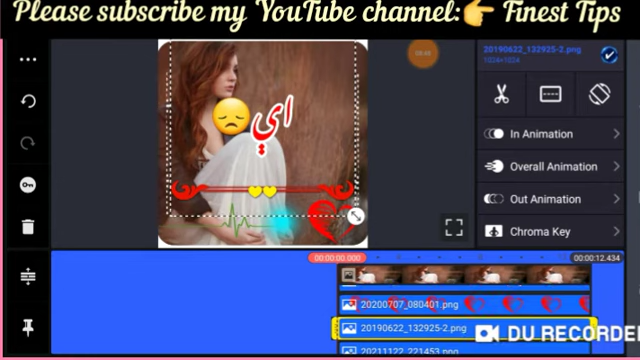 Please subscribe my YouTube channel:👉 Finest Tips
20190622_132925-2.png
1024×1024
اي
In Animation
Overall Animation
Out Animation
Chroma Key
00:00:00.000
00:00:12.434
20200707_080401.png
20190622_132925-2.png
DU RECORDER
20211122_221453.png